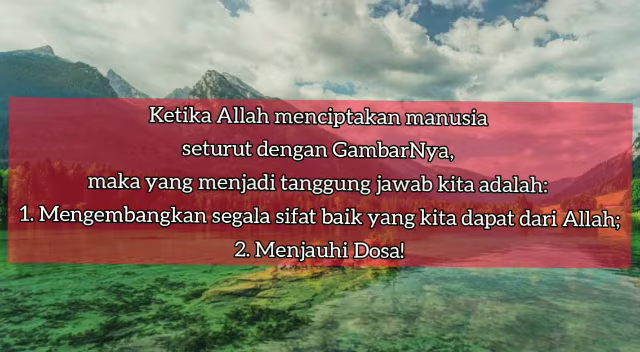 Ketika Allah menciptakan manusia
seturut dengan GambarNya,
maka yang menjadi tanggung jawab kita adalah:
1. Mengembangkan segala sifat baik yang kita dapat dari Allah;
2. Menjauhi Dosa!